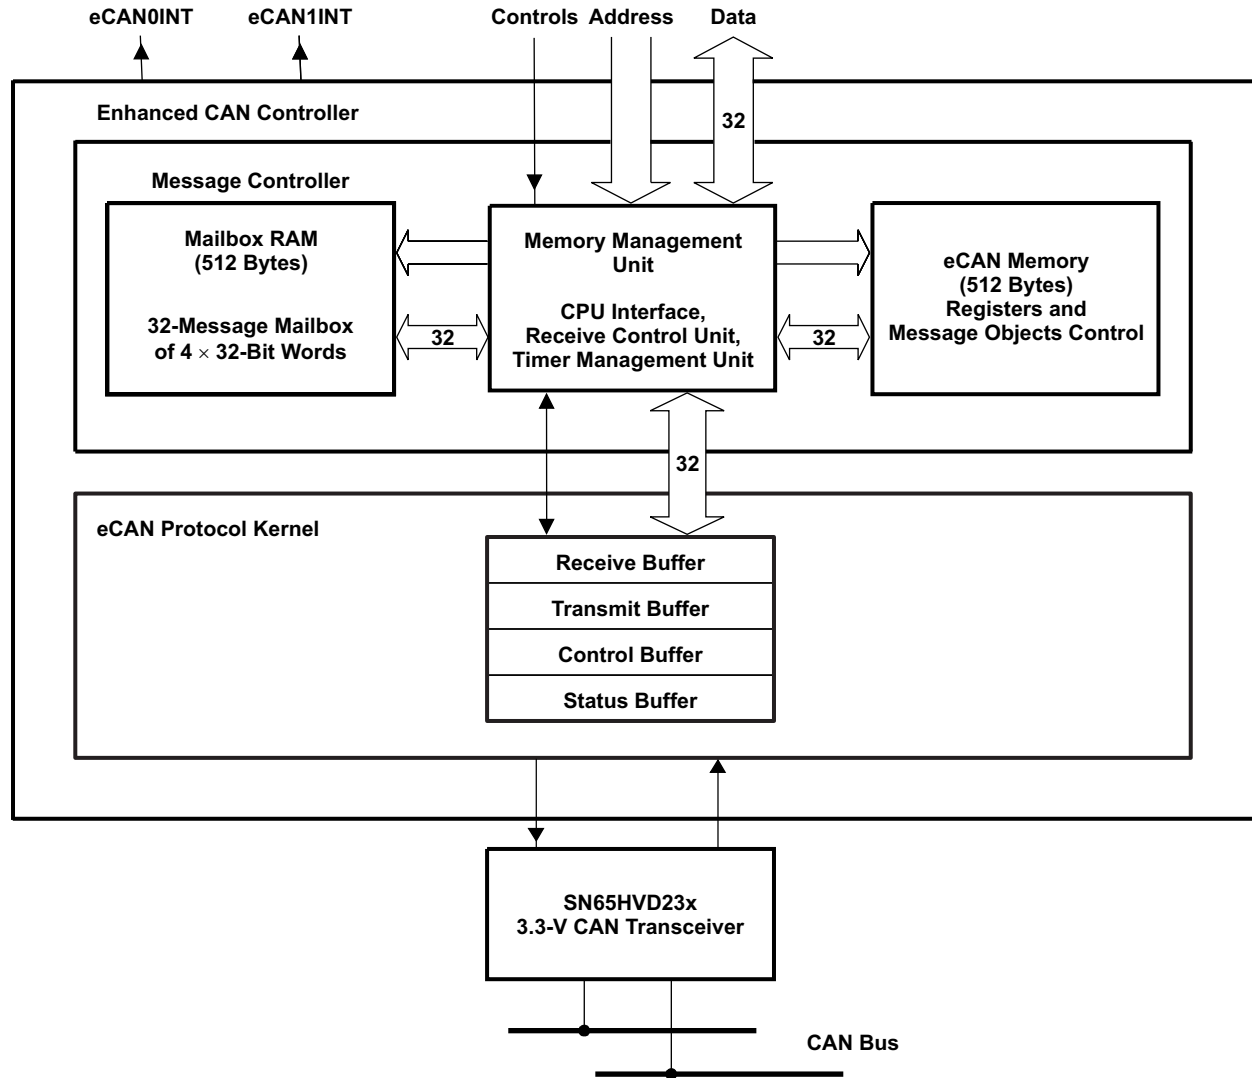 eCAN0INT
eCAN1INT
Controls
Address
Data
32
Enhanced CAN Controller
Message Controller
Mailbox RAM
(512 Bytes)
32-Message Mailbox
of 4 × 32-Bit Words
32
Memory Management
Unit
CPU Interface,
Receive Control Unit,
Timer Management Unit
32
eCAN Memory
(512 Bytes)
Registers and
Message Objects Control
32
eCAN Protocol Kernel
Receive Buffer
Transmit Buffer
Control Buffer
Status Buffer
SN65HVD23x
3.3-V CAN Transceiver
CAN Bus